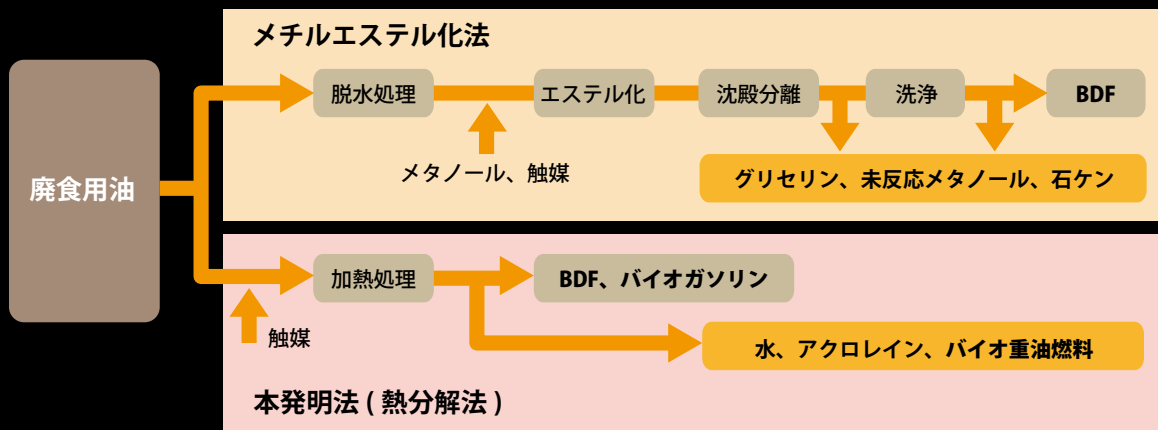 メチルエステル化法
廃食用油
脱水処理
エステル化
沈殿分離
洗浄
BDF
メタノール、触媒
グリセリン、未反応メタノール、石ケン
加熱処理
BDF、バイオガソリン
触媒
水、アクロレイン、バイオ重油燃料
本発明法 ( 熱分解法 )